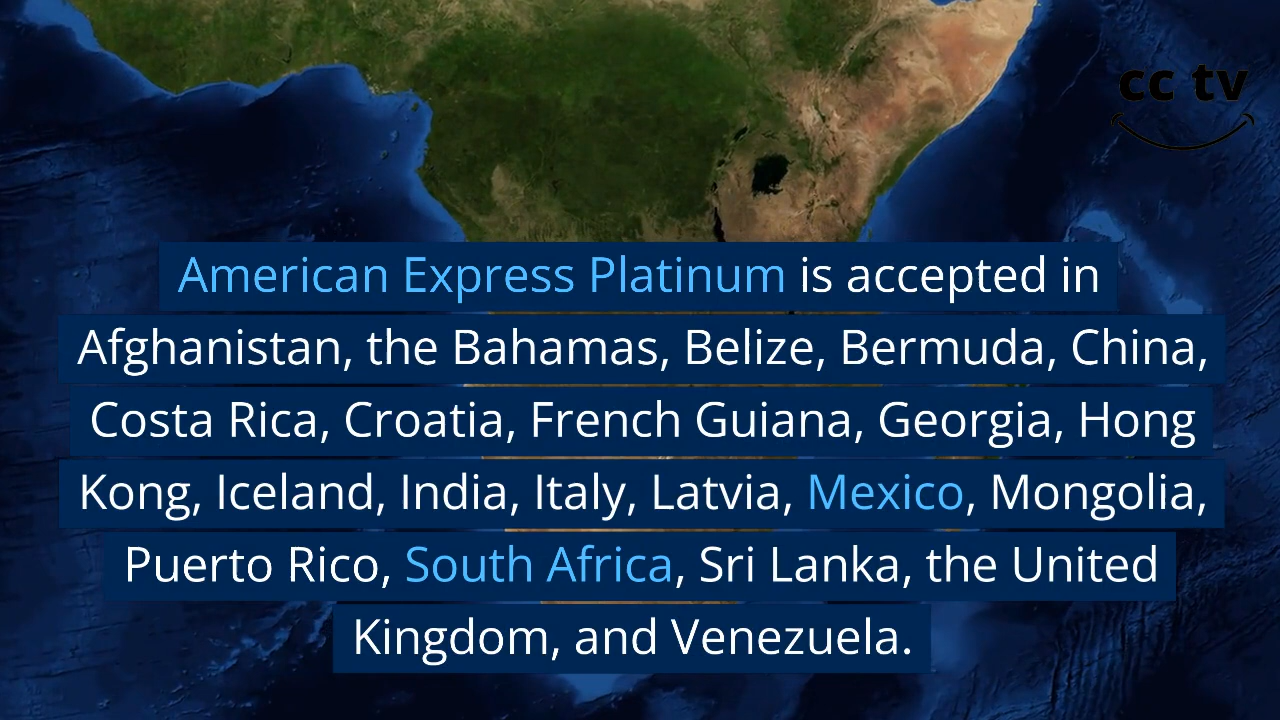 cc tv
American Express Platinum is accepted in
Afghanistan, the Bahamas, Belize, Bermuda, China,
Costa Rica, Croatia, French Guiana, Georgia, Hong
Kong, Iceland, India, Italy, Latvia, Mexico, Mongolia,
Puerto Rico, South Africa, Sri Lanka, the United
Kingdom, and Venezuela.